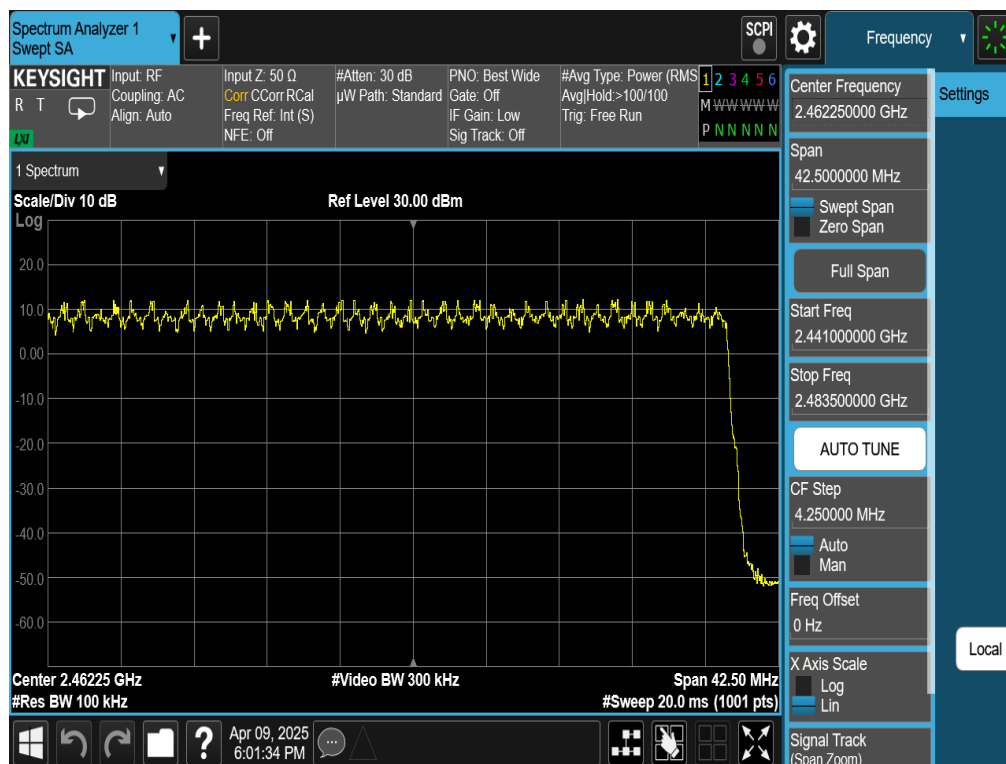 Spectrum Analyzer 1
Swept SA
+
SCPI
Frequency
KEYSIGHT
R T
LXI
Input: RF
Coupling: AC
Align: Auto
Input Z: 50 Ω
Corr CCorr RCal
Freq Ref: Int (S)
NFE: Off
#Atten: 30 dB
µW Path: Standard
PNO: Best Wide
Gate: Off
IF Gain: Low
Sig Track: Off
#Avg Type: Power (RMS
Avg|Hold:>100/100
Trig: Free Run
1 2 3 4 5 6
M W W W W W
P N N N N N
1 Spectrum
Scale/Div 10 dB
Ref Level 30.00 dBm
Log
20.0
10.0
0.00
-10.0
-20.0
-30.0
-40.0
-50.0
-60.0
Center 2.46225 GHz
#Video BW 300 kHz
Span 42.50 MHz
#Res BW 100 kHz
#Sweep 20.0 ms (1001 pts)
Center Frequency
2.462250000 GHz
Span
42.5000000 MHz
Swept Span
Zero Span
Full Span
Start Freq
2.441000000 GHz
Stop Freq
2.483500000 GHz
AUTO TUNE
CF Step
4.250000 MHz
Auto
Man
Freq Offset
0 Hz
X Axis Scale
Log
Lin
Signal Track
(Span Zoom)
Settings
Local
?
Apr 09, 2025
6:01:34 PM